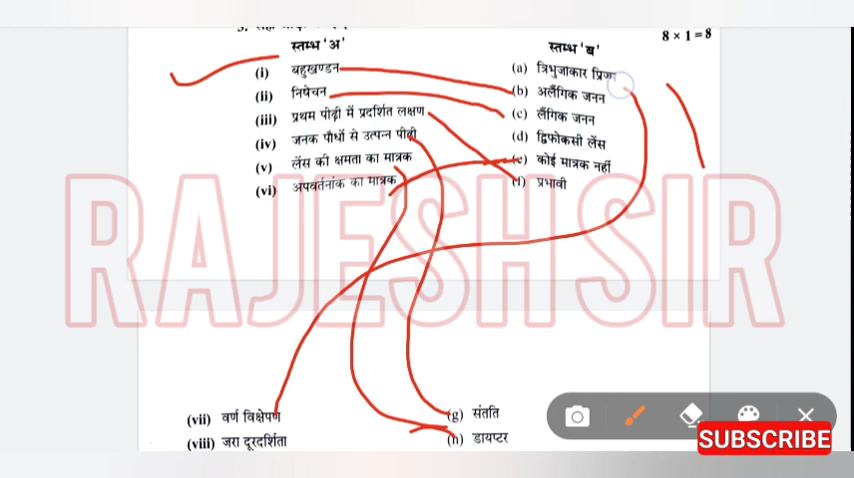 8 × 1 = 8
स्तम्भ 'अ' स्तम्भ 'ब'
(i) बहुखण्डन (a) त्रिभुजाकार प्रिज्म
(ii) निषेचन (b) अलैंगिक जनन
(iii) प्रथम पीढ़ी में प्रदर्शित लक्षण (c) लैंगिक जनन
(iv) जनक पौधों से उत्पन्न पीढ़ी (d) द्विफोकसी लेंस
(v) लेंस की क्षमता का मात्रक (e) कोई मात्रक नहीं
(vi) अपवर्तनांक का मात्रक (f) प्रभावी
RAJESH SIR
(vii) वर्ण विक्षेपण (g) संतति
(viii) जरा दूरदर्शिता (h) डायप्टर
SUBSCRIBE